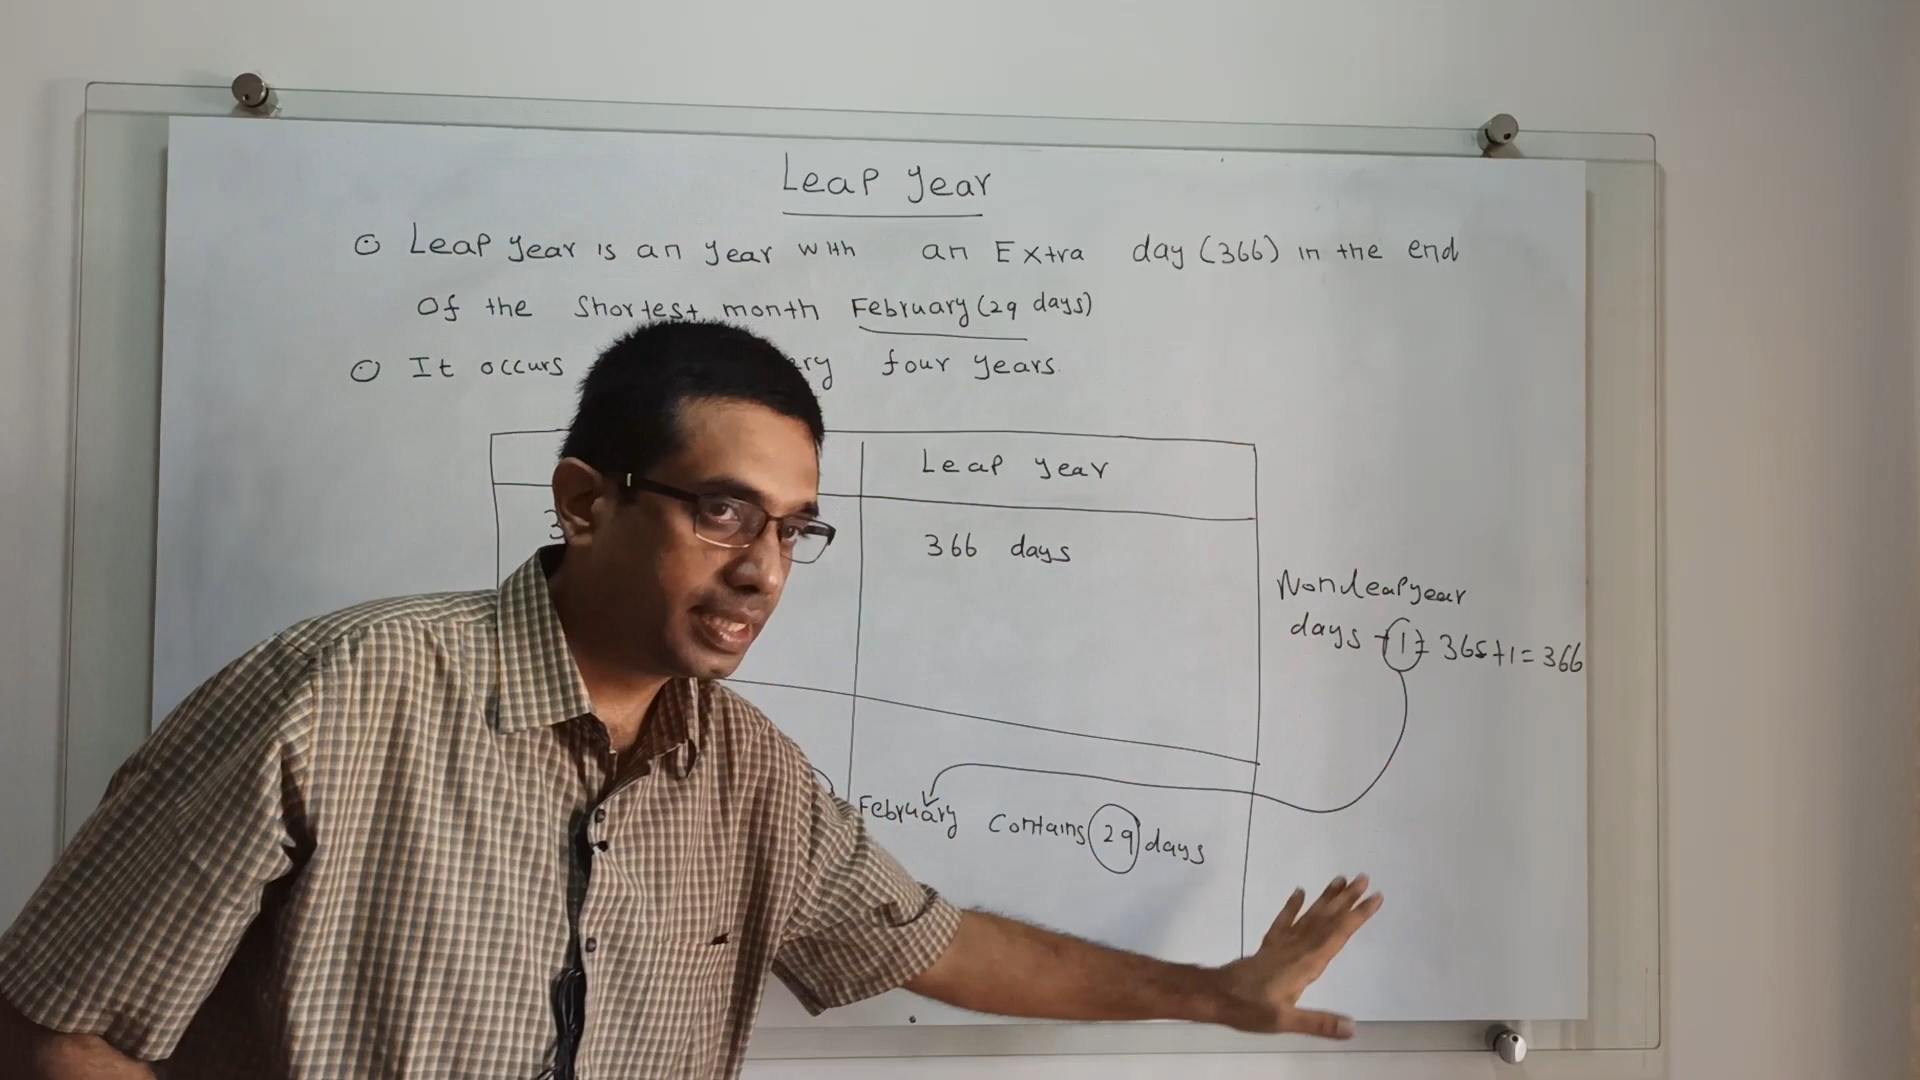 Leap year
Leap year is an year with an Extra day (366) in the end
Of the Shortest month February (29 days)
It occurs four years.
Leap year
366 days
Nonleapyear
days +1= 365+1=366
February Contains 29 days